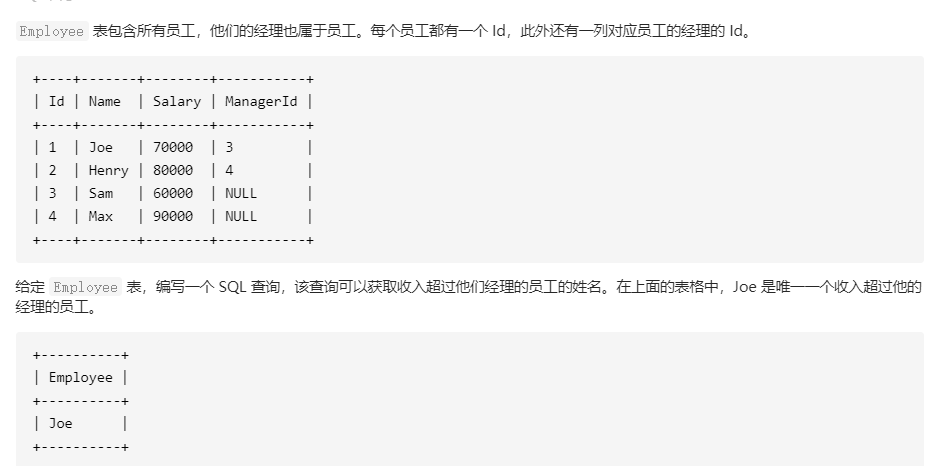 Employee 表包含所有员工，他们的经理也属于员工。每个员工都有一个 Id，此外还有一列对应员工的经理的 Id。
+----+-------+--------+-----------+
| Id | Name  | Salary | ManagerId |
+----+-------+--------+-----------+
| 1  | Joe   | 70000  | 3         |
| 2  | Henry | 80000  | 4         |
| 3  | Sam   | 60000  | NULL      |
| 4  | Max   | 90000  | NULL      |
+----+-------+--------+-----------+
给定 Employee 表，编写一个 SQL 查询，该查询可以获取收入超过他们经理的员工的姓名。在上面的表格中，Joe 是唯一一个收入超过他的
经理的员工。
+----------+
| Employee |
+----------+
| Joe      |
+----------+